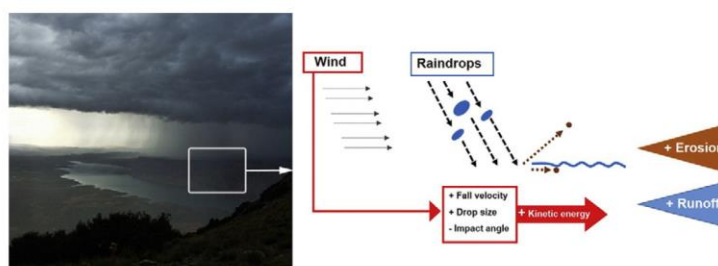 Wind
Raindrops
+ Erosion
+ Fall velocity
+ Drop size
- Impact angle
+ Kinetic energy
+ Runoff